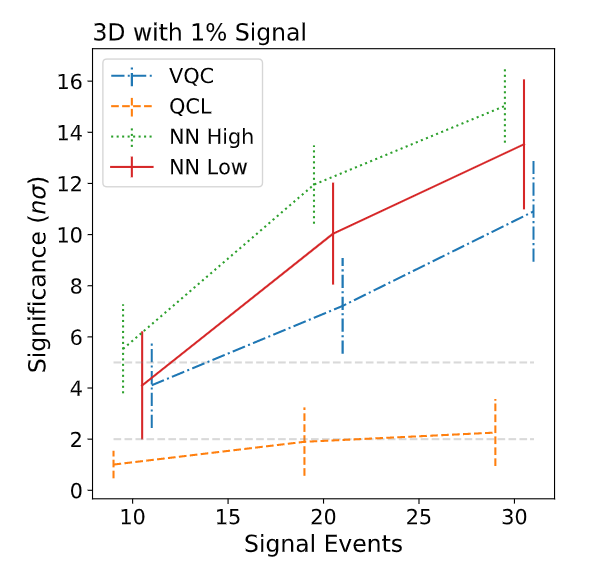 3D with 1% Signal
VQC
QCL
NN High
NN Low
Significance (nσ)
16
14
12
10
8
6
4
2
0
10 15 20 25 30
Signal Events